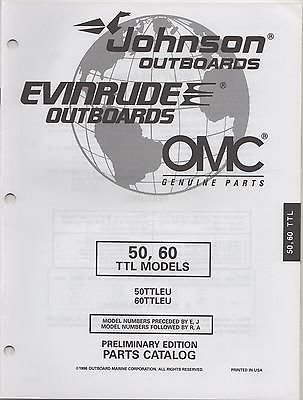 Johnson®
OUTBOARDS
EVINRUDE®
OUTBOARDS
OMC®
GENUINE PARTS
50, 60 TTL
50, 60
TTL MODELS
50TTLEU
60TTLEU
MODEL NUMBERS PRECEDED BY E, J
MODEL NUMBERS FOLLOWED BY R, A
PRELIMINARY EDITION
PARTS CATALOG
©1996 OUTBOARD MARINE CORPORATION. ALL RIGHTS RESERVED.
PRINTED IN USA